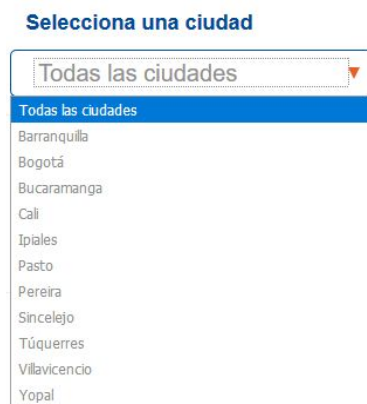 Selecciona una ciudad
Todas las ciudades
Todas las ciudades
Barranquilla
Bogotá
Bucaramanga
Cali
Ipiales
Pasto
Pereira
Sincelejo
Túquerres
Villavicencio
Yopal